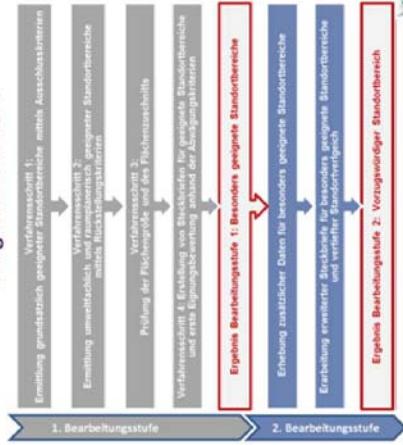 Verfahrensschritt 1:
Ermittlung grundsätzlich geeigneter Standortbereiche mittels Ausschlusskriterien
Verfahrensschritt 2:
Ermittlung umweltfachlich und raumplanerisch geeigneter Standortbereiche
mittels Rückstellungskriterien
Verfahrensschritt 3:
Prüfung der Flächengröße und des Flächenzuschnitts
Verfahrensschritt 4: Erstellung von Steckbriefen für geeignete Standortbereiche
und erste Eignungsbewertung anhand der Abwägungskriterien
Ergebnis Bearbeitungsstufe 1: Besonders geeignete Standortbereiche
Erhebung zusätzlicher Daten für besonders geeignete Standortbereiche
Erarbeitung erweiterter Steckbriefe für besonders geeignete Standortbereiche
und vertiefter Standortvergleich
Ergebnis Bearbeitungsstufe 2: Vorzugswürdiger Standortbereich
1. Bearbeitungsstufe
2. Bearbeitungsstufe